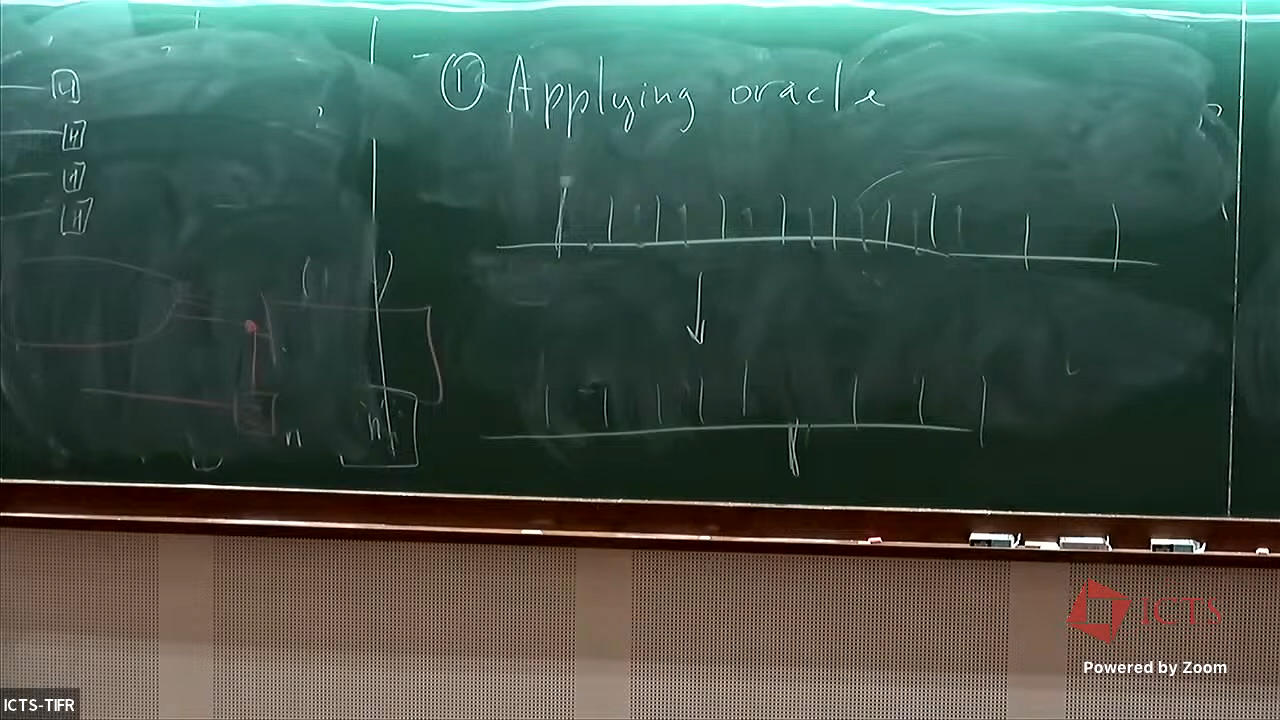 ① Applying oracle
H
H
H
H
n
ICTS
Powered by Zoom
ICTS-TIFR